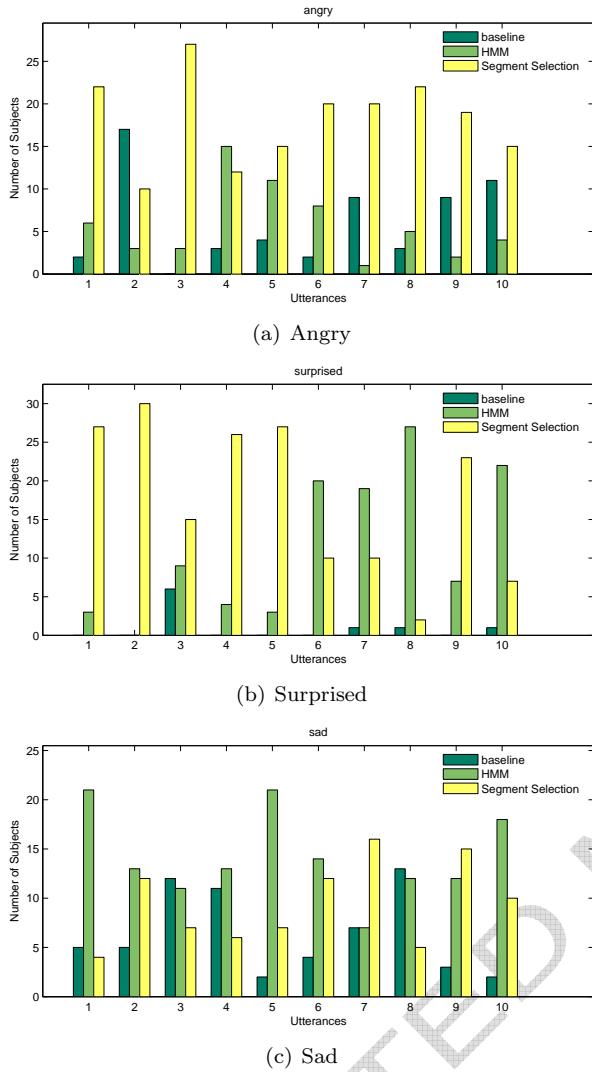 angry
baseline
HMM
Segment Selection
Number of Subjects
25
20
15
10
5
0
1 2 3 4 5 6 7 8 9 10
Utterances
(a) Angry
surprised
baseline
HMM
Segment Selection
Number of Subjects
30
25
20
15
10
5
0
1 2 3 4 5 6 7 8 9 10
Utterances
(b) Surprised
sad
baseline
HMM
Segment Selection
Number of Subjects
25
20
15
10
5
0
1 2 3 4 5 6 7 8 9 10
Utterances
(c) Sad
TED